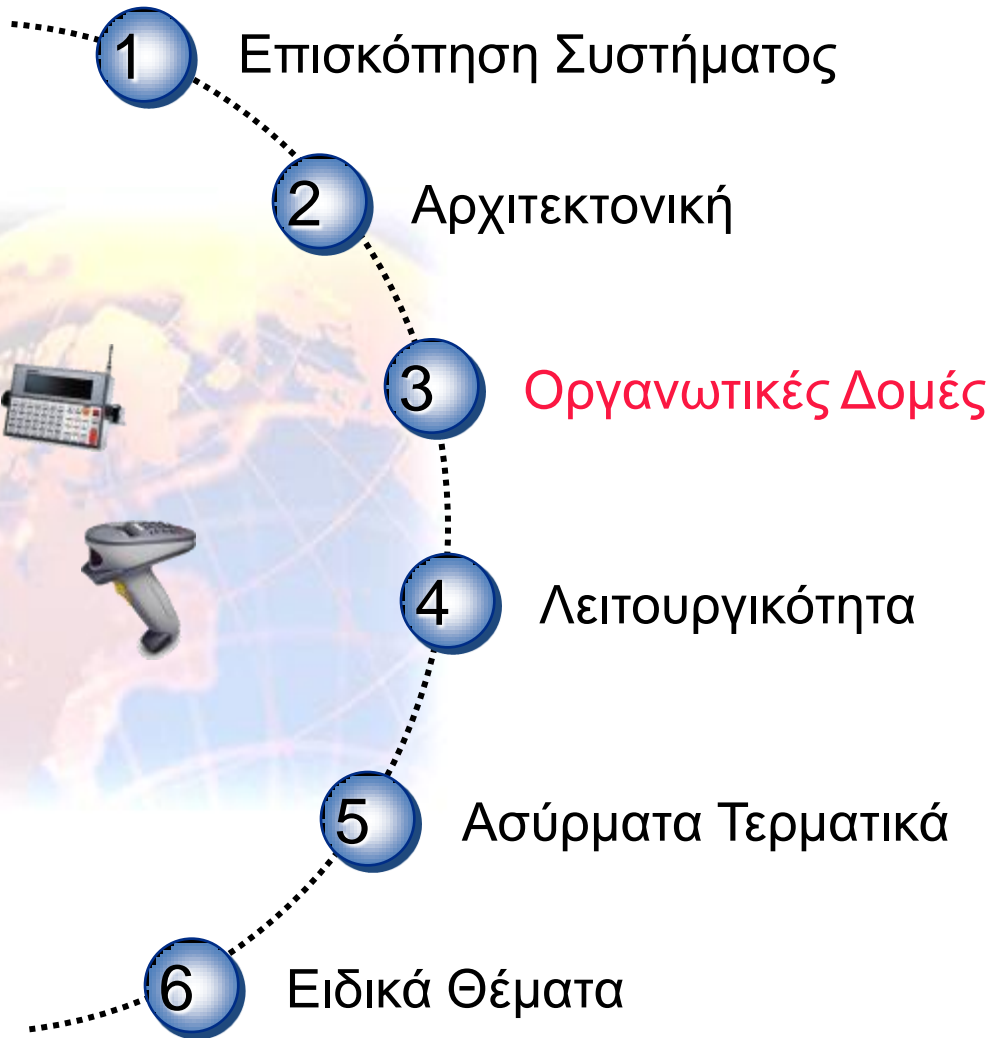 1 Επισκόπηση Συστήματος
2 Αρχιτεκτονική
3 Οργανωτικές Δομές
4 Λειτουργικότητα
5 Ασύρματα Τερματικά
6 Ειδικά Θέματα